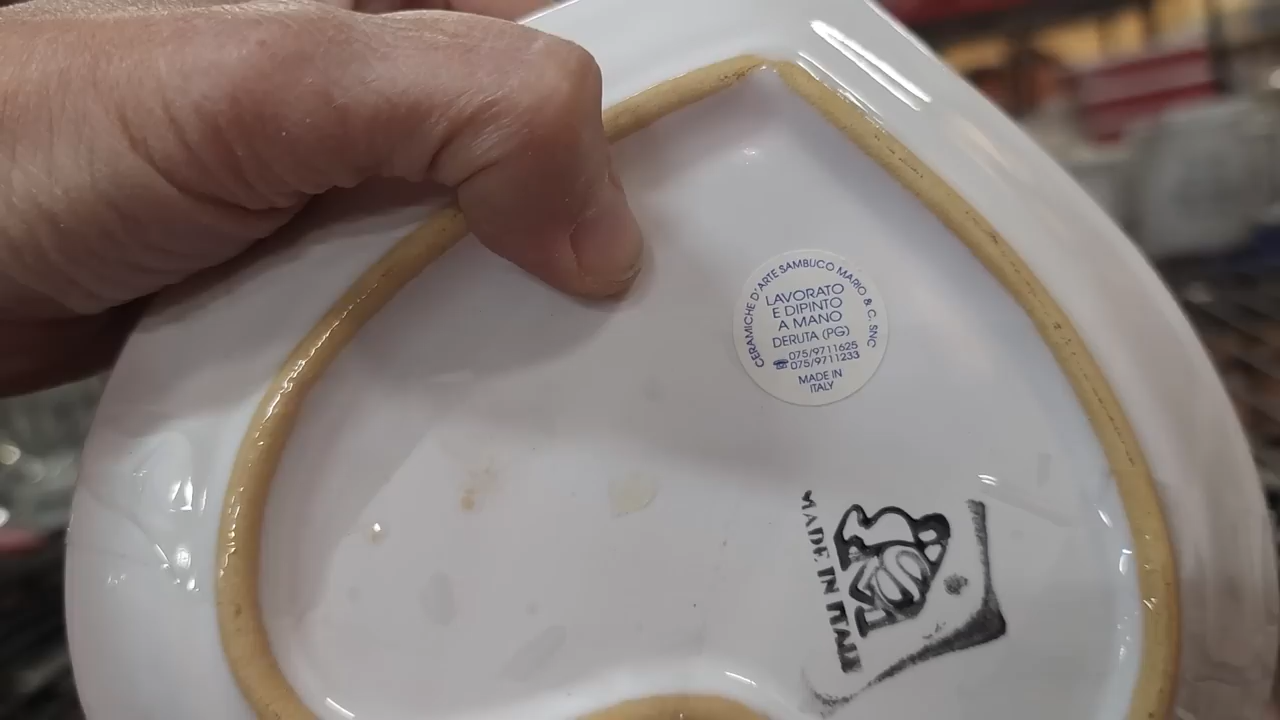 CERAMICHE D'ARTE SAMBUCO MARIO & C. SNC
LAVORATO
E DIPINTO
A MANO
DERUTA (PG)
☎075/9711625
075/9711233
MADE IN
ITALY
SM
MADE IN ITALY